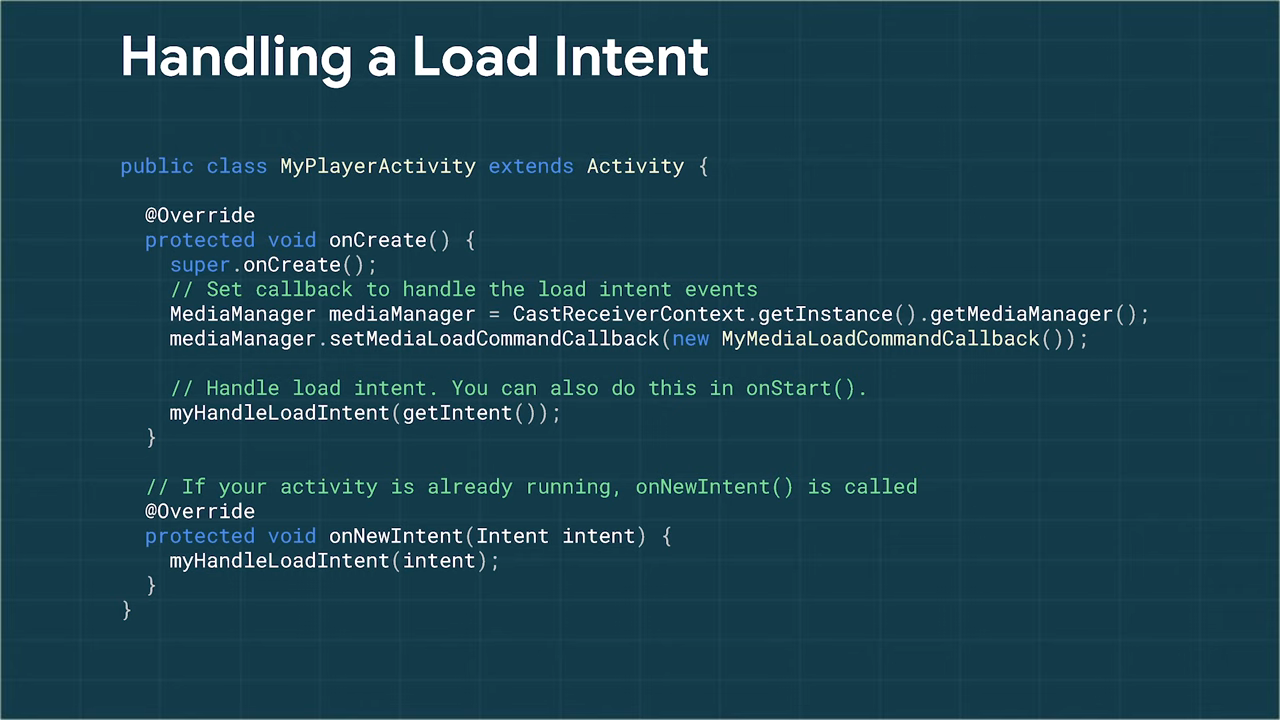 Handling a Load Intent
public class MyPlayerActivity extends Activity {
@Override
protected void onCreate() {
super.onCreate();
// Set callback to handle the load intent events
MediaManager mediaManager = CastReceiverContext.getInstance().getMediaManager();
mediaManager.setMediaLoadCommandCallback(new MyMediaLoadCommandCallback());
// Handle load intent. You can also do this in onStart().
myHandleLoadIntent(getIntent());
}
// If your activity is already running, onNewIntent() is called
@Override
protected void onNewIntent(Intent intent) {
myHandleLoadIntent(intent);
}
}